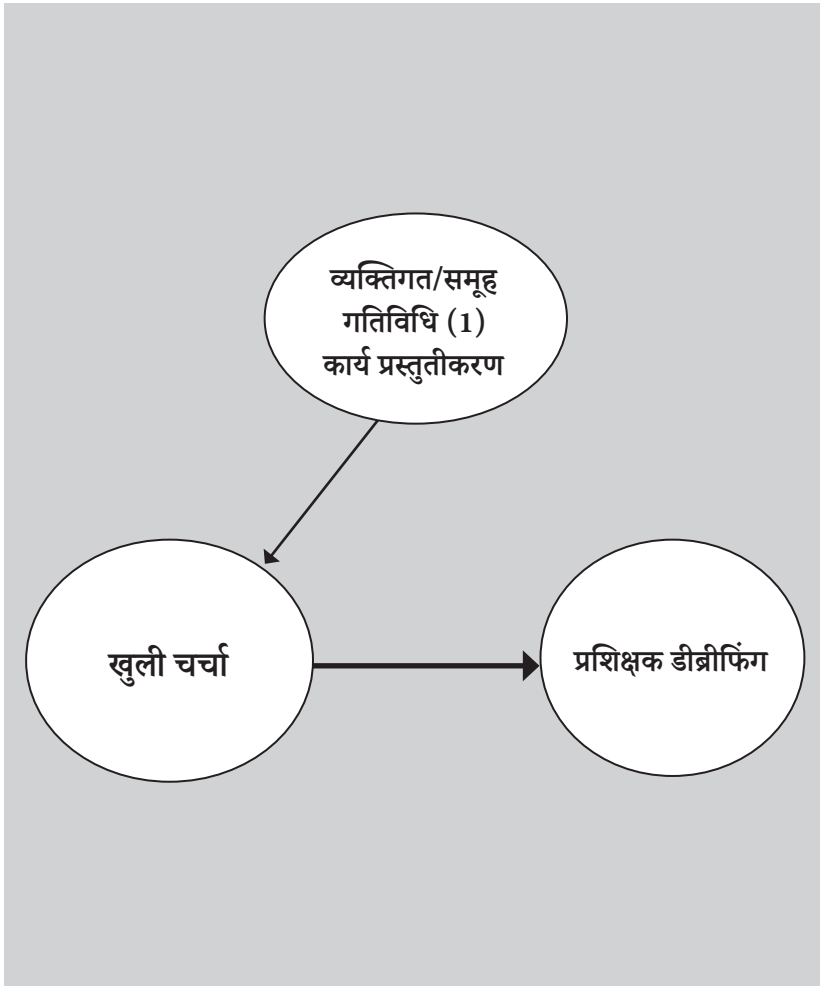 व्यक्तिगत/समूह
गतिविधि (1)
कार्य प्रस्तुतीकरण
खुली चर्चा
प्रशिक्षक डीब्रीफिंग